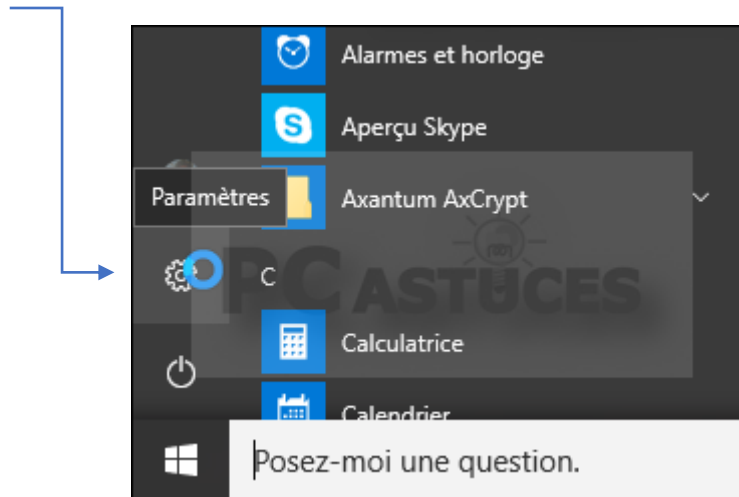 Alarmes et horloge
Aperçu Skype
Paramètres
Axantum AxCrypt
C
PC ASTUCES
Calculatrice
Calendrier
Posez-moi une question.